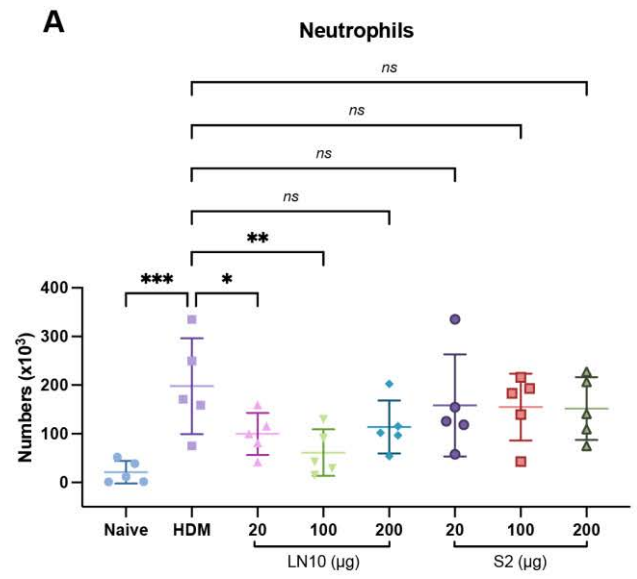 A
Neutrophils
ns
ns
ns
ns
**
***
*
400
300
200
100
0
Numbers (x10³)
Naive HDM 20 100 200 20 100 200
LN10 (µg) S2 (µg)